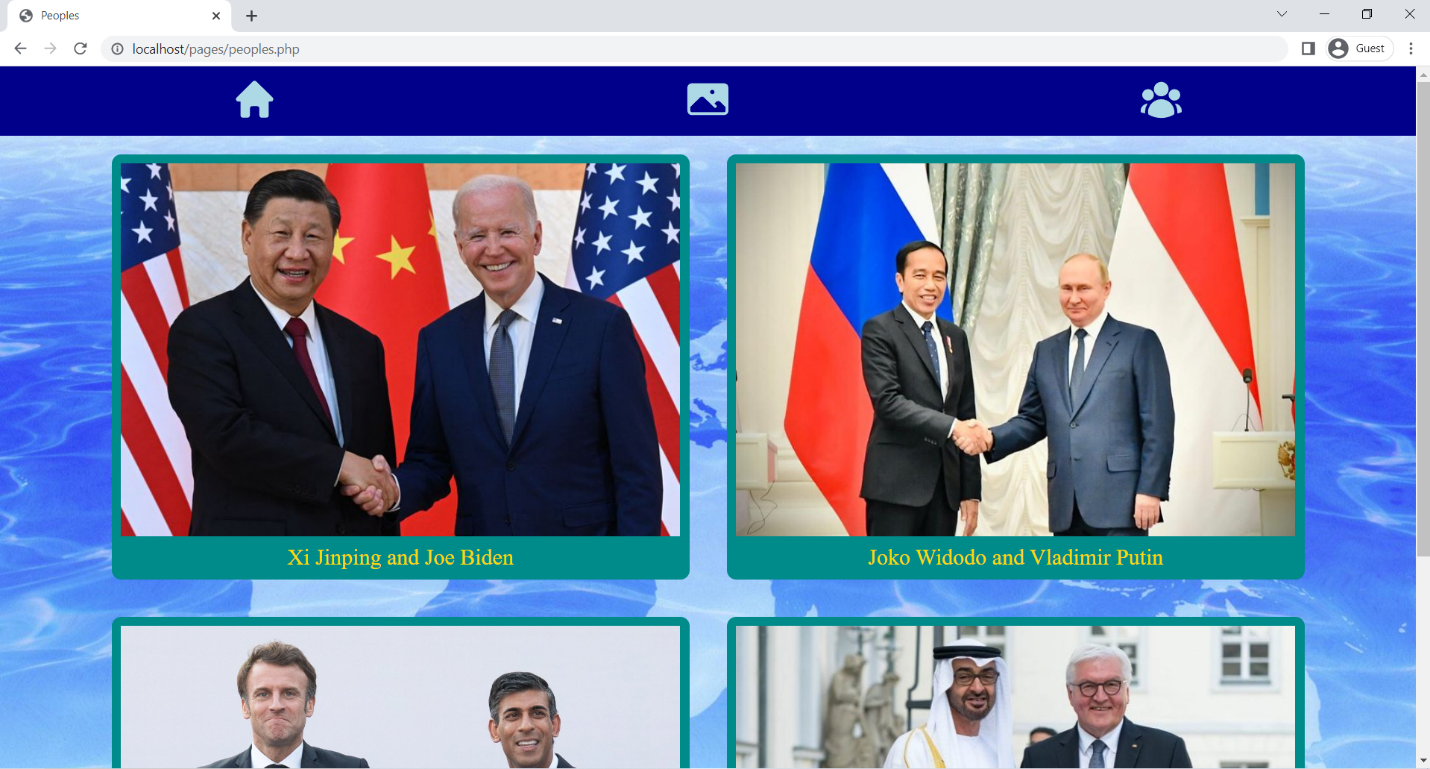 Peoples
localhost/pages/peoples.php
Guest
Xi Jinping and Joe Biden
Joko Widodo and Vladimir Putin